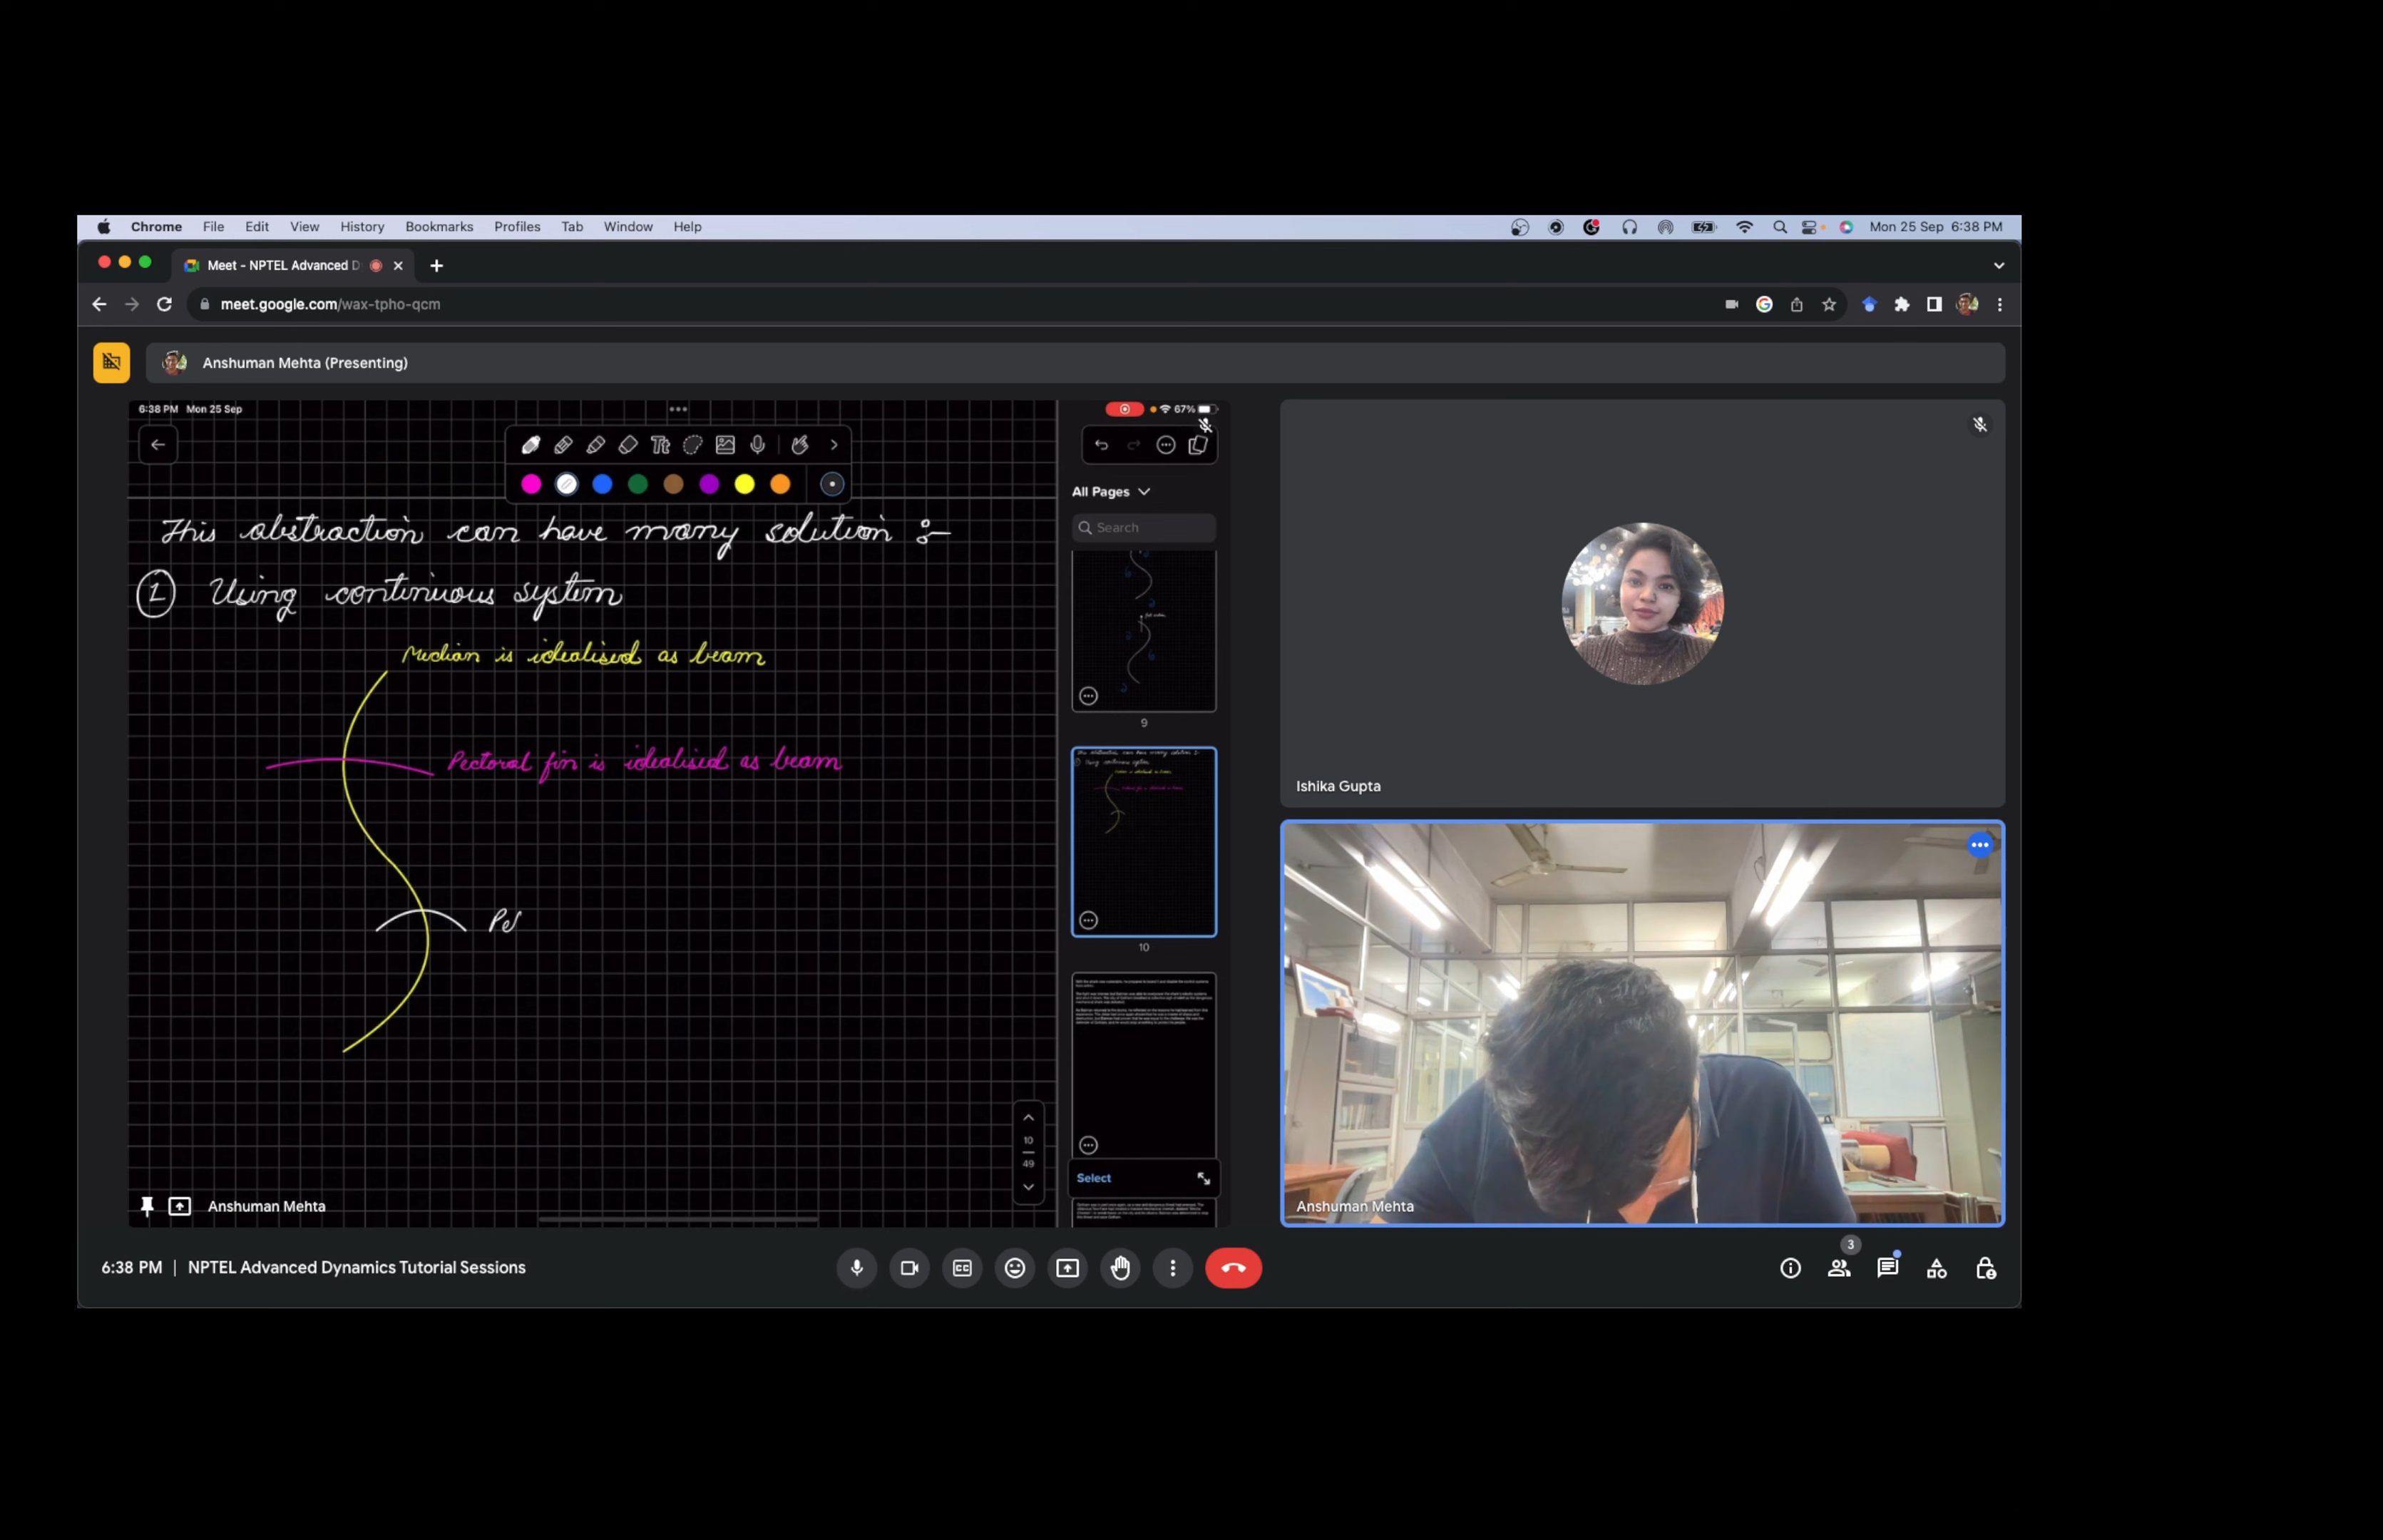 Chrome File Edit View History Bookmarks Profiles Tab Window Help Mon 25 Sep 6:38 PM
Meet - NPTEL Advanced D
meet.google.com/wax-tpho-qcm
Anshuman Mehta (Presenting)
6:38 PM Mon 25 Sep 67%
All Pages
Search
This abstraction can have many solution :-
1 Using continuous system
Median is idealised as beam
Pectoral fin is idealised as beam
Pel
9
10
10
49
Select
Anshuman Mehta
Ishika Gupta
Anshuman Mehta
6:38 PM | NPTEL Advanced Dynamics Tutorial Sessions
CC
3